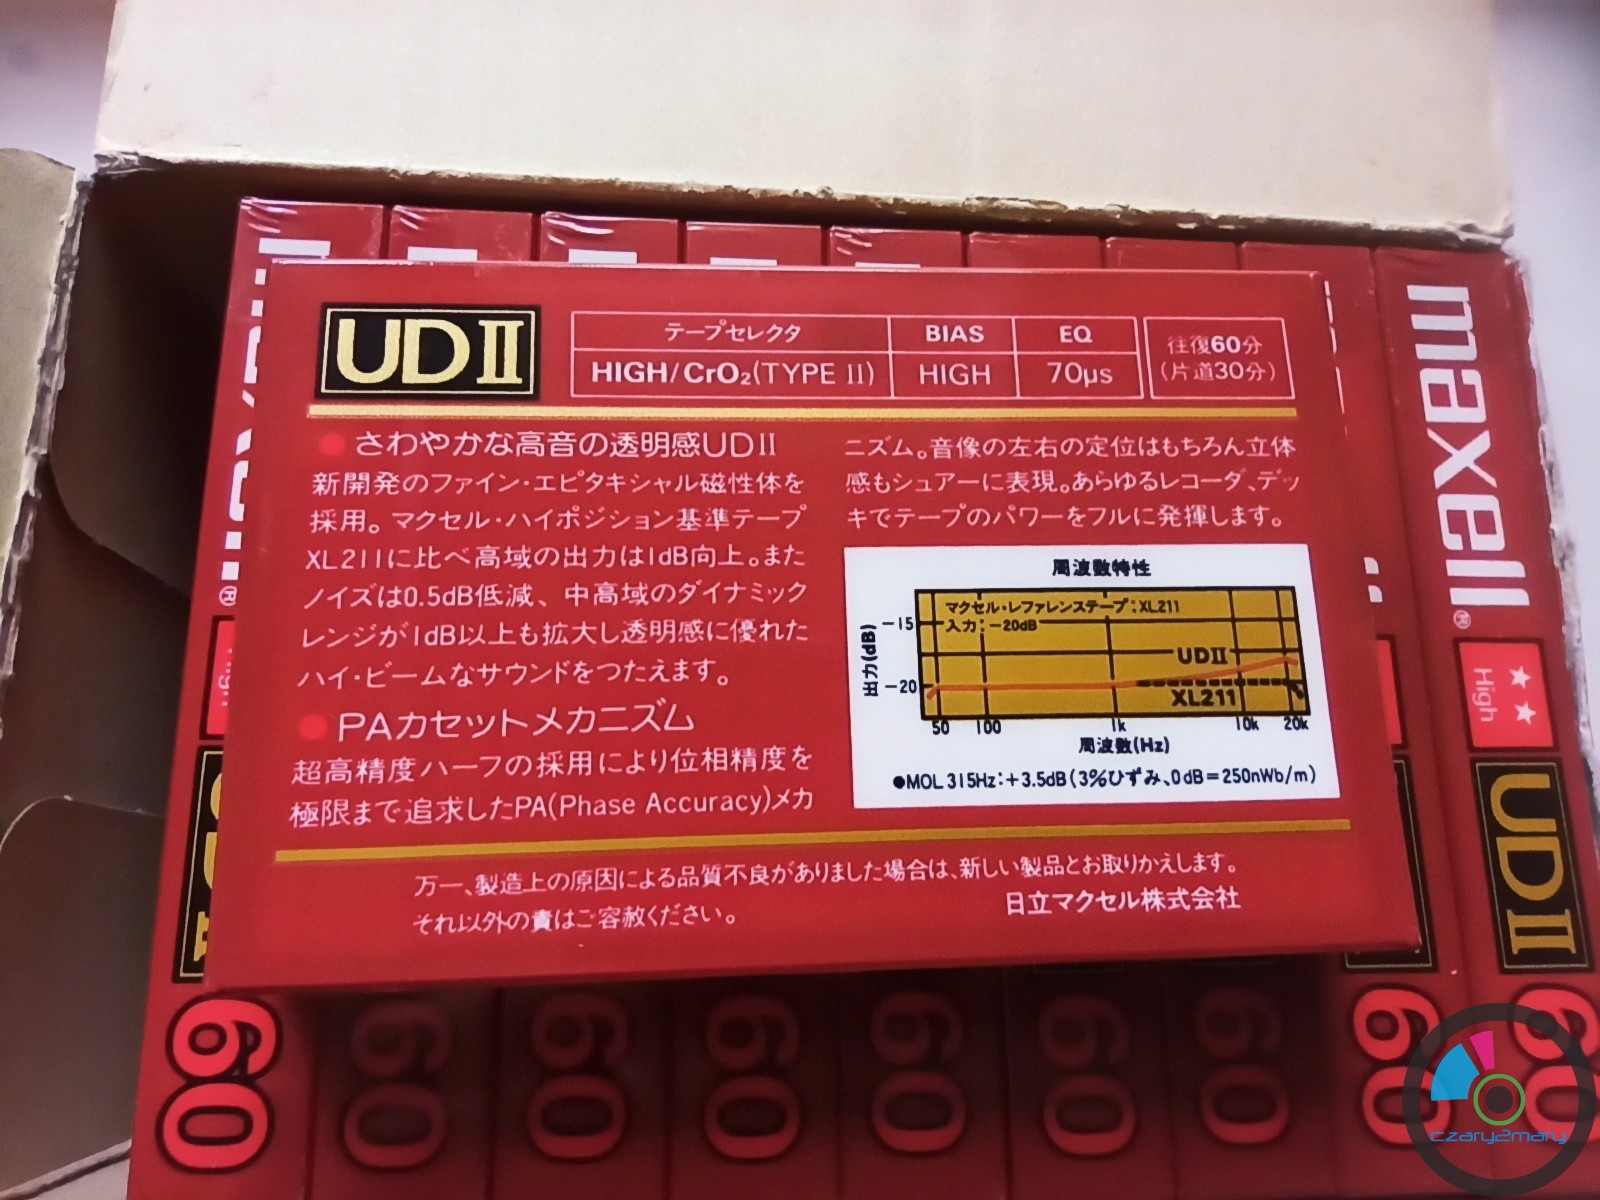 UDII
テープセレクタ BIAS EQ
HIGH/CrO₂(TYPE II) HIGH 70μs
往復60分
(片道30分)
●さわやかな高音の透明感UDII
新開発のファイン・エピタキシャル磁性体を
採用。マクセル・ハイポジション基準テープ
XL211に比べ高域の出力は1dB向上。また
ノイズは0.5dB低減、中高域のダイナミック
レンジが1dB以上も拡大し透明感に優れた
ハイ・ビームなサウンドをつたえます。
●PAカセットメカニズム
超高精度ハーフの採用により位相精度を
極限まで追求したPA(Phase Accuracy)メカ
ニズム。音像の左右の定位はもちろん立体
感もシュアーに表現。あらゆるレコーダ、デッ
キでテープのパワーをフルに発揮します。
周波数特性
マクセル・レファレンステープ:XL211
入力:-20dB
出力(dB)
-15
-20
UDII
XL211
50 100 1k 10k 20k
周波数(Hz)
●MOL 315Hz:+3.5dB(3%ひずみ、0dB=250nWb/m)
万一、製造上の原因による品質不良がありました場合は、新しい製品とお取りかえします。
それ以外の責はご容赦ください。
日立マクセル株式会社
maxell®
★★
High
UDII
60
60
60
60
60
60
60
60
60
czary2mary